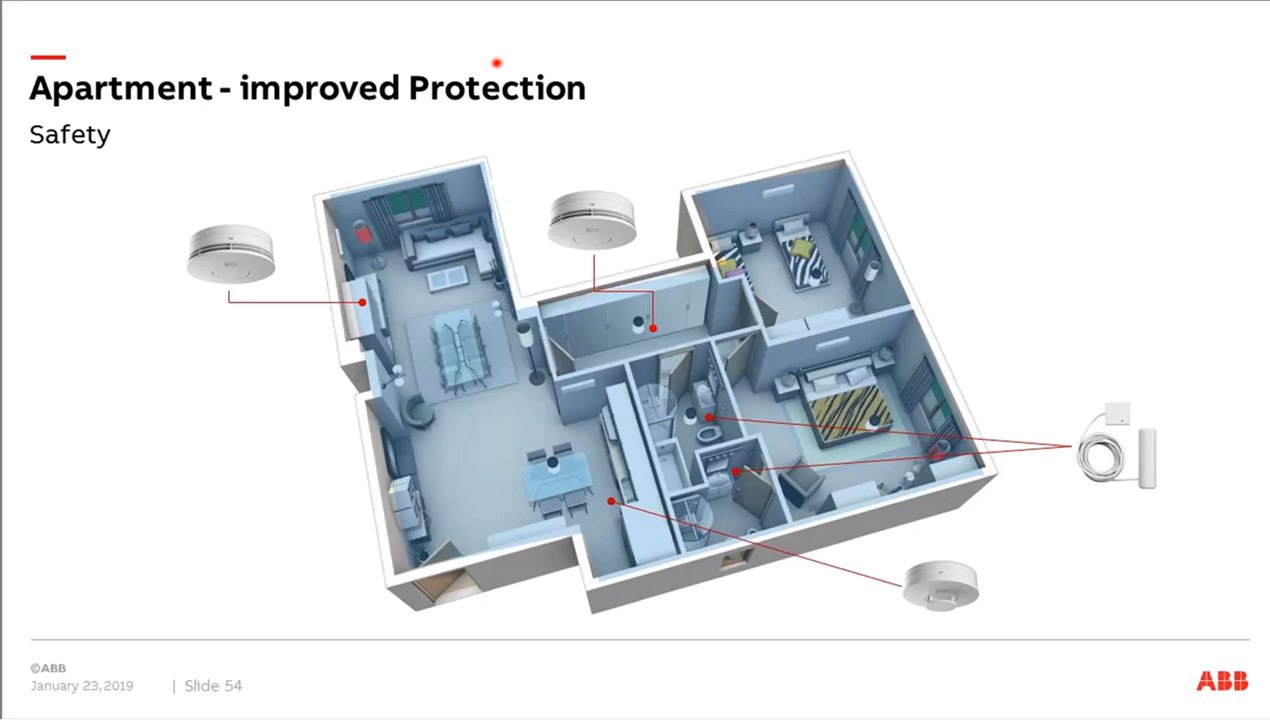 Apartment - improved Protection
Safety
©ABB
January 23, 2019 | Slide 54
ABB